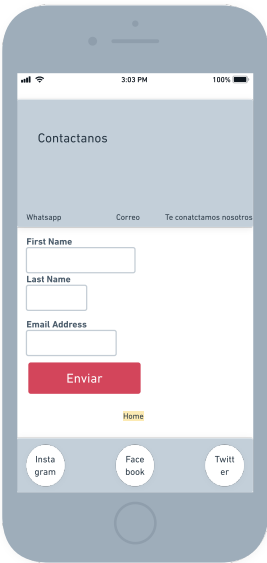 3:03 PM 100%
Contactanos
Whatsapp Correo Te conatctamos nosotros
First Name
Last Name
Email Address
Enviar
Home
Insta Face Twitt
gram book er